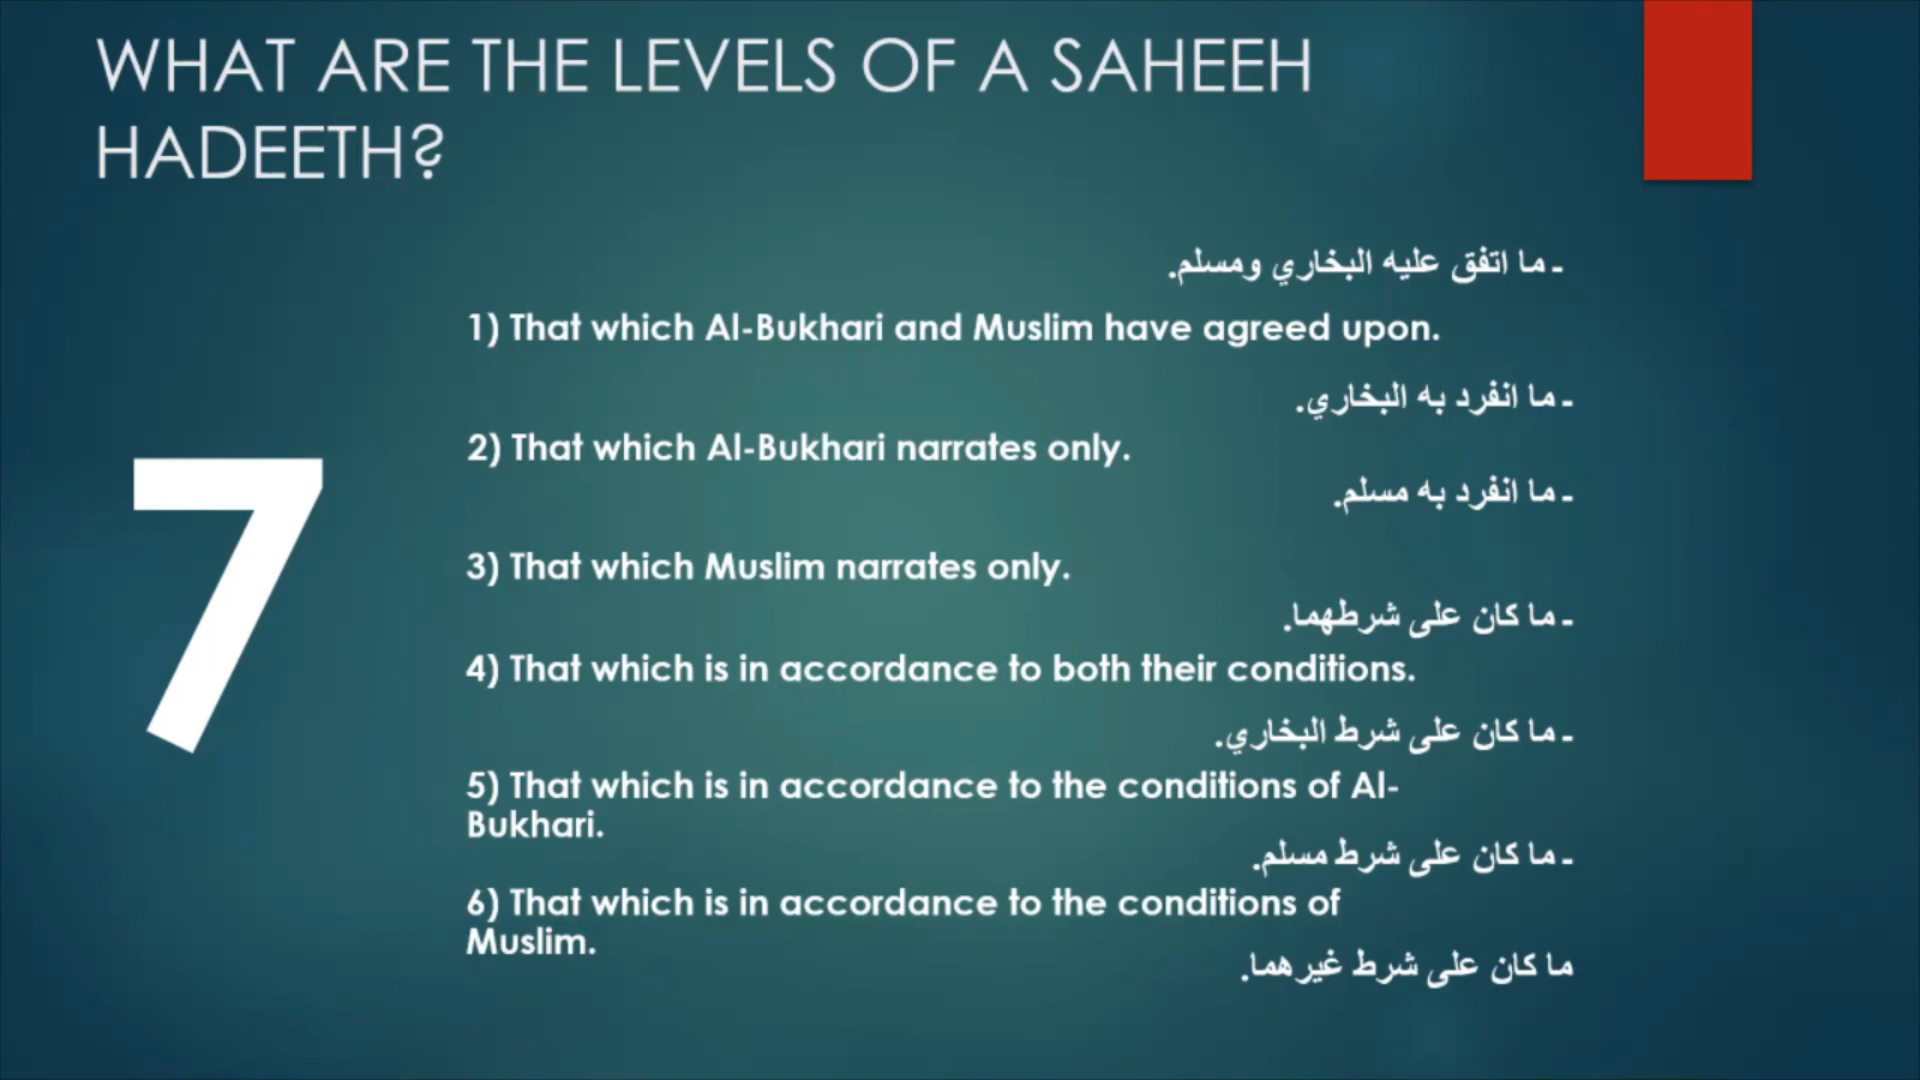 WHAT ARE THE LEVELS OF A SAHEEH
HADEETH?
ـ ما اتفق عليه البخاري ومسلم.
1) That which Al-Bukhari and Muslim have agreed upon.
ـ ما انفرد به البخاري.
2) That which Al-Bukhari narrates only.
ـ ما انفرد به مسلم.
7
3) That which Muslim narrates only.
ـ ما كان على شرطهما.
4) That which is in accordance to both their conditions.
ـ ما كان على شرط البخاري.
5) That which is in accordance to the conditions of Al-
Bukhari.
ـ ما كان على شرط مسلم.
6) That which is in accordance to the conditions of
Muslim.
ما كان على شرط غيرهما.